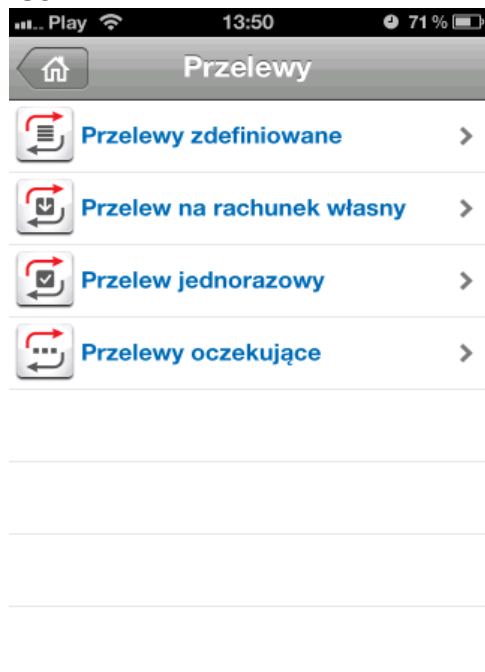 Play 13:50 71 %
Przelewy
Przelewy zdefiniowane
Przelew na rachunek własny
Przelew jednorazowy
Przelewy oczekujące